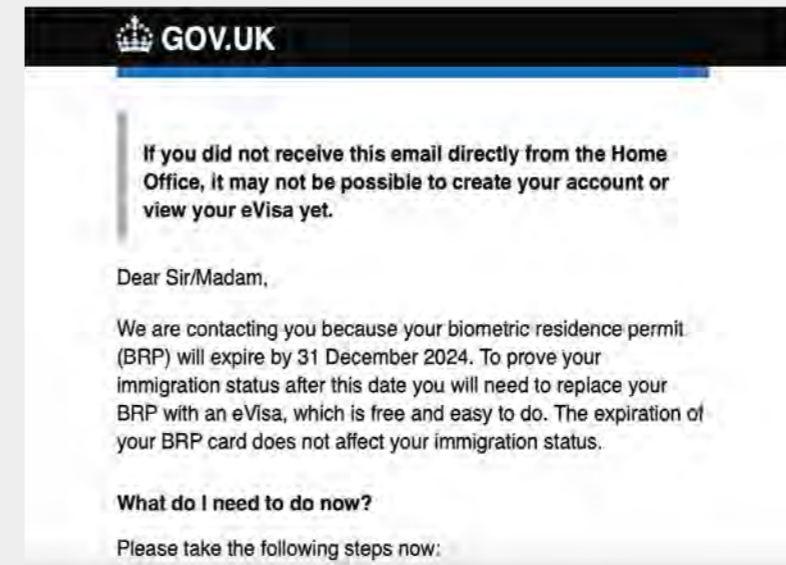 GOV.UK
If you did not receive this email directly from the Home
Office, it may not be possible to create your account or
view your eVisa yet.
Dear Sir/Madam,
We are contacting you because your biometric residence permit
(BRP) will expire by 31 December 2024. To prove your
immigration status after this date you will need to replace your
BRP with an eVisa, which is free and easy to do. The expiration of
your BRP card does not affect your immigration status.
What do I need to do now?
Please take the following steps now: